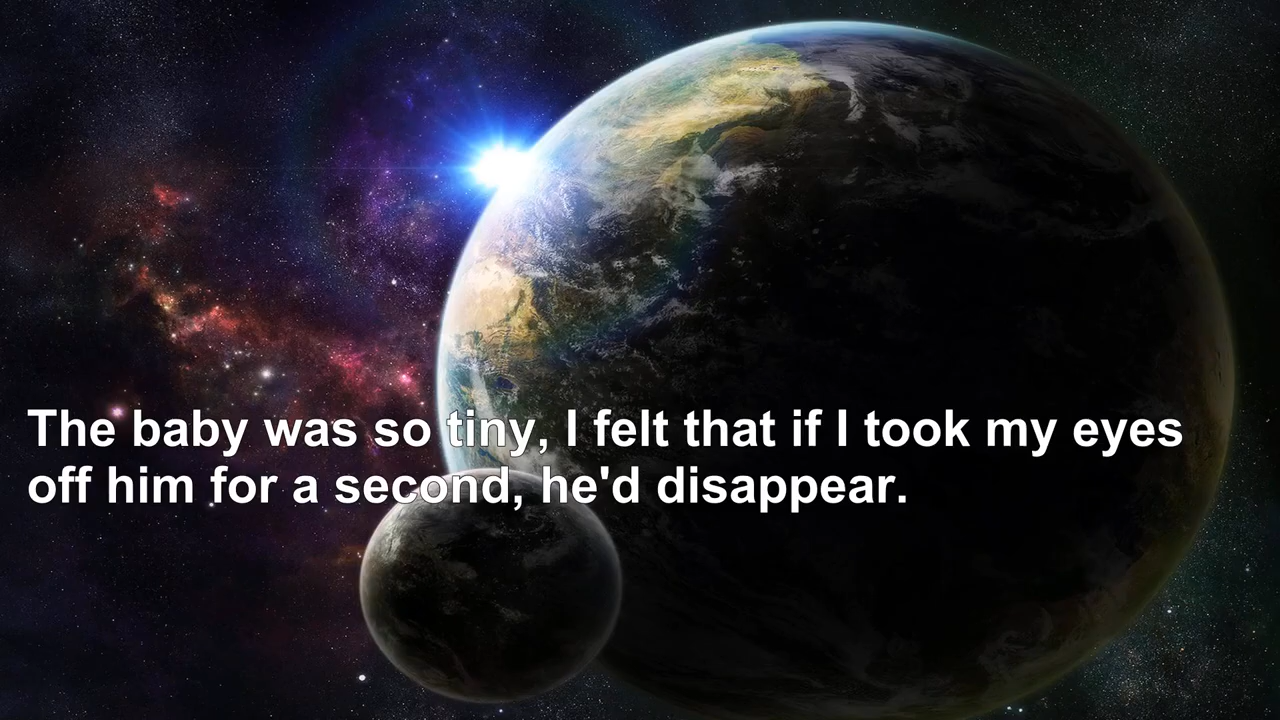 The baby was so tiny, I felt that if I took my eyes
off him for a second, he'd disappear.